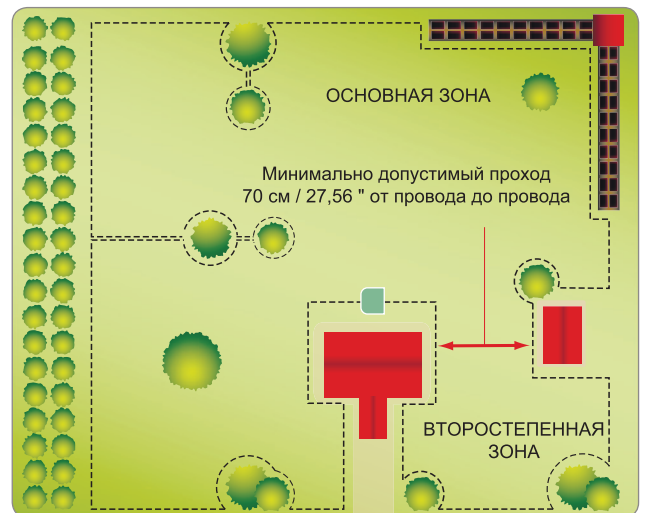 ОСНОВНАЯ ЗОНА
Минимально допустимый проход
70 см / 27,56 " от провода до провода
ВТОРОСТЕПЕННАЯ
ЗОНА